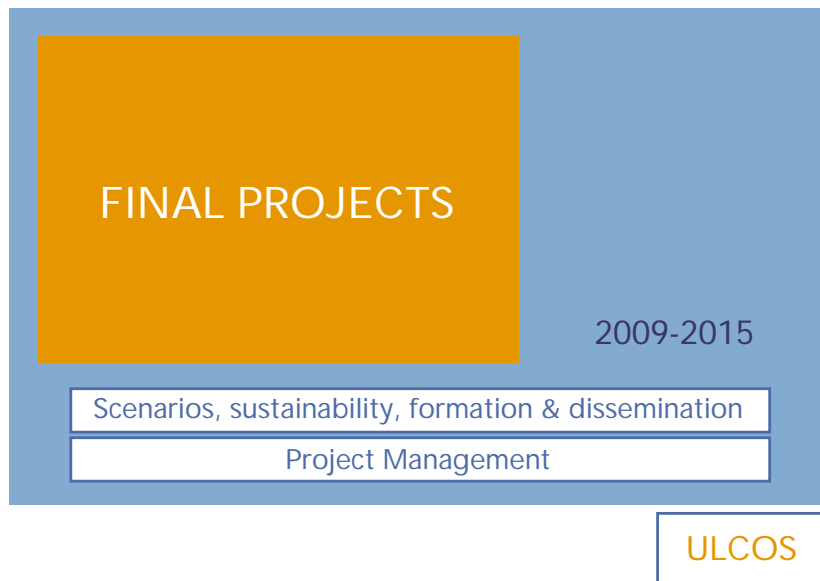 FINAL PROJECTS
2009-2015
Scenarios, sustainability, formation & dissemination
Project Management
ULCOS